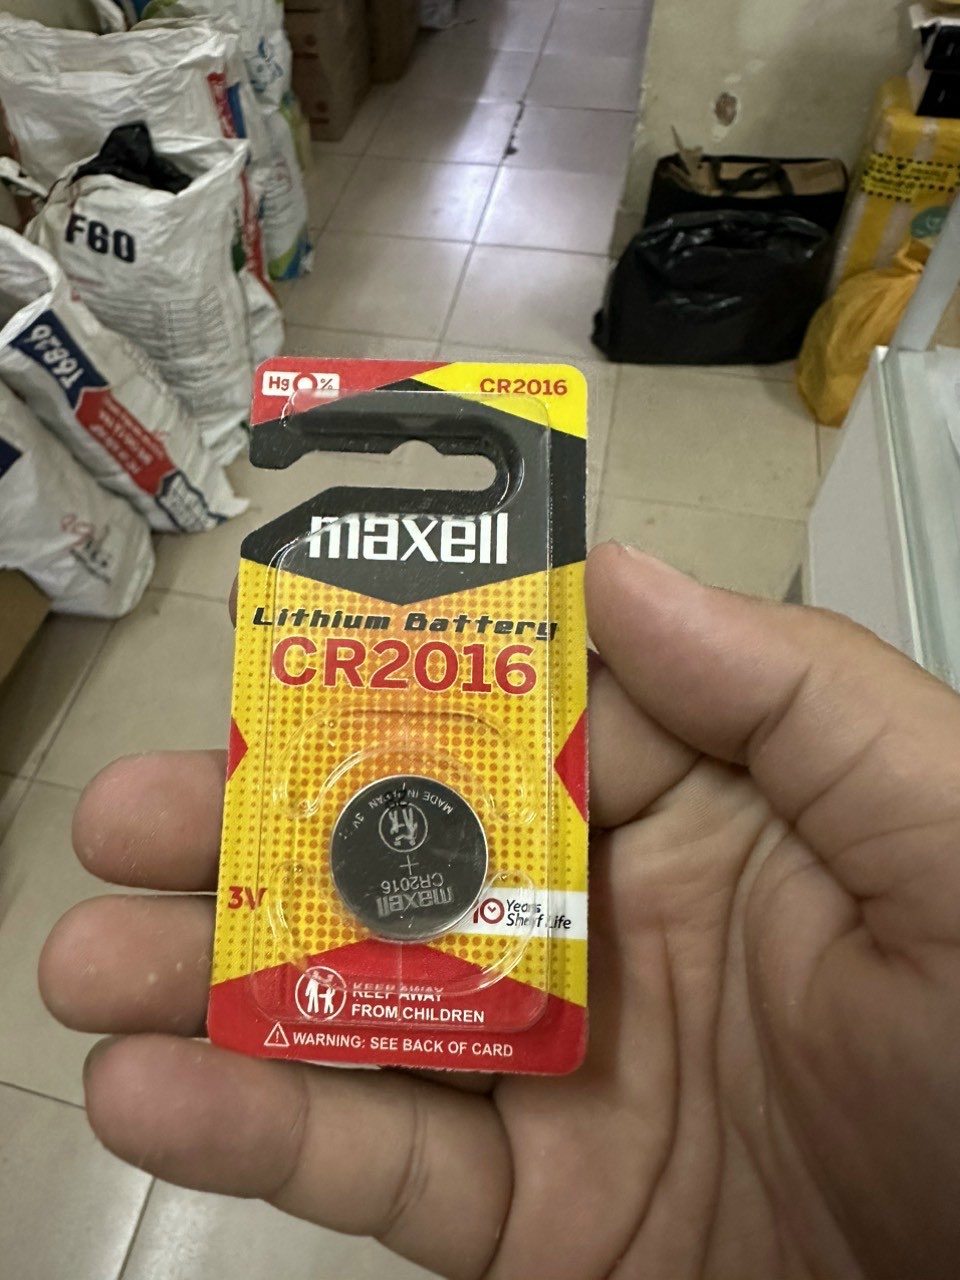 F60
T6826
Hg 0%
CR2016
maxell
Lithium Battery
CR2016
MADE IN JAPAN 3V
+
CR2016
maxell
3V
10 Years
Shelf Life
KEEP AWAY
FROM CHILDREN
WARNING: SEE BACK OF CARD